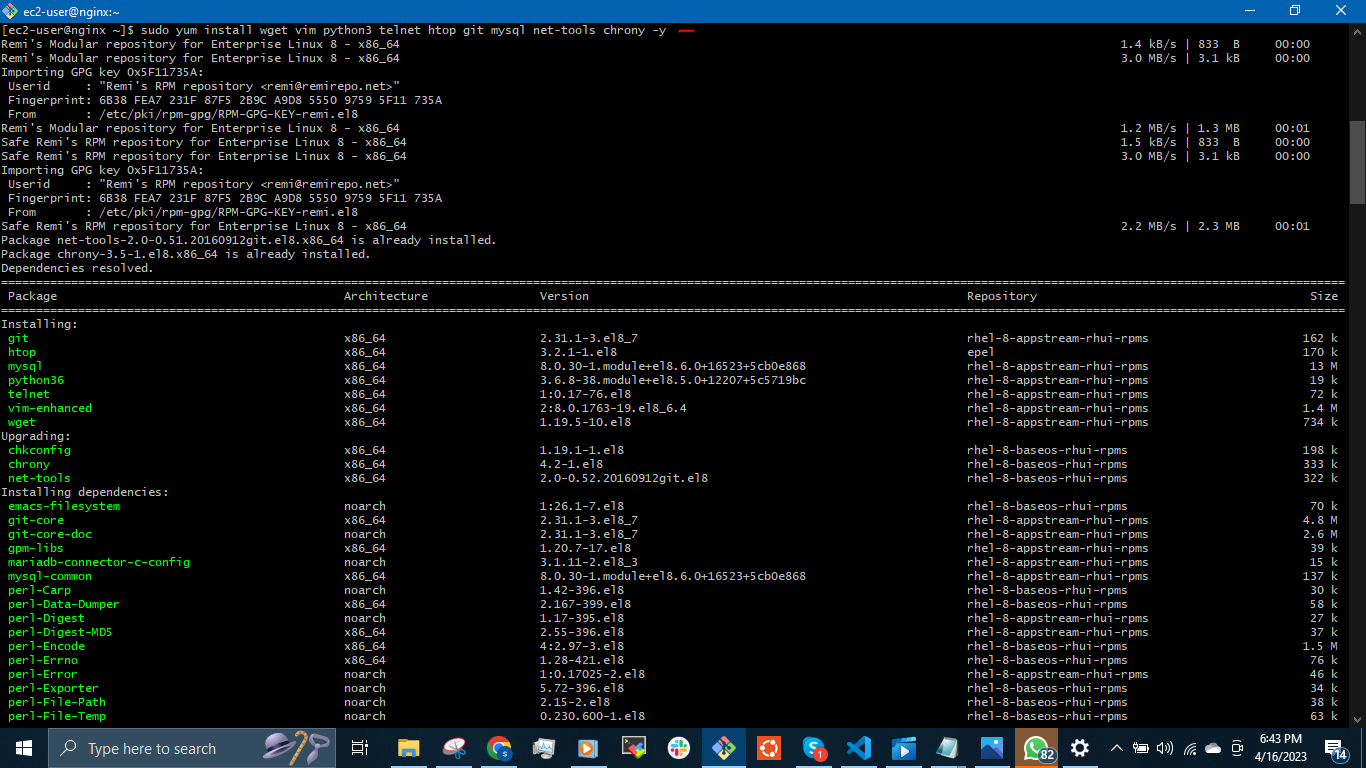 ec2-user@nginx:~
[ec2-user@nginx ~]$ sudo yum install wget vim python3 telnet htop git mysql net-tools chrony -y
Remi's Modular repository for Enterprise Linux 8 - x86_64 1.4 kB/s | 833 B 00:00
Remi's Modular repository for Enterprise Linux 8 - x86_64 3.0 MB/s | 3.1 kB 00:00
Importing GPG key 0x5F11735A:
Userid : "Remi's RPM repository <remi@remirepo.net>"
Fingerprint: 6B38 FEA7 231F 87F5 2B9C A9D8 5550 9759 5F11 735A
From : /etc/pki/rpm-gpg/RPM-GPG-KEY-remi.el8
Remi's Modular repository for Enterprise Linux 8 - x86_64 1.2 MB/s | 1.3 MB 00:01
Safe Remi's RPM repository for Enterprise Linux 8 - x86_64 1.5 kB/s | 833 B 00:00
Safe Remi's RPM repository for Enterprise Linux 8 - x86_64 3.0 MB/s | 3.1 kB 00:00
Importing GPG key 0x5F11735A:
Userid : "Remi's RPM repository <remi@remirepo.net>"
Fingerprint: 6B38 FEA7 231F 87F5 2B9C A9D8 5550 9759 5F11 735A
From : /etc/pki/rpm-gpg/RPM-GPG-KEY-remi.el8
Safe Remi's RPM repository for Enterprise Linux 8 - x86_64 2.2 MB/s | 2.3 MB 00:01
Package net-tools-2.0-0.51.20160912git.el8.x86_64 is already installed.
Package chrony-3.5-1.el8.x86_64 is already installed.
Dependencies resolved.
Package Architecture Version Repository Size
Installing:
git x86_64 2.31.1-3.el8_7 rhel-8-appstream-rhui-rpms 162 k
htop x86_64 3.2.1-1.el8 epel 170 k
mysql x86_64 8.0.30-1.module+el8.6.0+16523+5cb0e868 rhel-8-appstream-rhui-rpms 13 M
python36 x86_64 3.6.8-38.module+el8.5.0+12207+5c5719bc rhel-8-appstream-rhui-rpms 19 k
telnet x86_64 1:0.17-76.el8 rhel-8-appstream-rhui-rpms 72 k
vim-enhanced x86_64 2:8.0.1763-19.el8_6.4 rhel-8-appstream-rhui-rpms 1.4 M
wget x86_64 1.19.5-10.el8 rhel-8-appstream-rhui-rpms 734 k
Upgrading:
chkconfig x86_64 1.19.1-1.el8 rhel-8-baseos-rhui-rpms 198 k
chrony x86_64 4.2-1.el8 rhel-8-baseos-rhui-rpms 333 k
net-tools x86_64 2.0-0.52.20160912git.el8 rhel-8-baseos-rhui-rpms 322 k
Installing dependencies:
emacs-filesystem noarch 1:26.1-7.el8 rhel-8-baseos-rhui-rpms 70 k
git-core x86_64 2.31.1-3.el8_7 rhel-8-appstream-rhui-rpms 4.8 M
git-core-doc noarch 2.31.1-3.el8_7 rhel-8-appstream-rhui-rpms 2.6 M
gpm-libs x86_64 1.20.7-17.el8 rhel-8-appstream-rhui-rpms 39 k
mariadb-connector-c-config noarch 3.1.11-2.el8_3 rhel-8-appstream-rhui-rpms 15 k
mysql-common x86_64 8.0.30-1.module+el8.6.0+16523+5cb0e868 rhel-8-appstream-rhui-rpms 137 k
perl-Carp noarch 1.42-396.el8 rhel-8-baseos-rhui-rpms 30 k
perl-Data-Dumper x86_64 2.167-399.el8 rhel-8-baseos-rhui-rpms 58 k
perl-Digest noarch 1.17-395.el8 rhel-8-appstream-rhui-rpms 27 k
perl-Digest-MD5 x86_64 2.55-396.el8 rhel-8-appstream-rhui-rpms 37 k
perl-Encode x86_64 4:2.97-3.el8 rhel-8-baseos-rhui-rpms 1.5 M
perl-Errno x86_64 1.28-421.el8 rhel-8-baseos-rhui-rpms 76 k
perl-Error noarch 1:0.17025-2.el8 rhel-8-appstream-rhui-rpms 46 k
perl-Exporter noarch 5.72-396.el8 rhel-8-baseos-rhui-rpms 34 k
perl-File-Path noarch 2.15-2.el8 rhel-8-baseos-rhui-rpms 38 k
perl-File-Temp noarch 0.230.600-1.el8 rhel-8-baseos-rhui-rpms 63 k
Type here to search
S
1
82
6:43 PM
4/16/2023
14